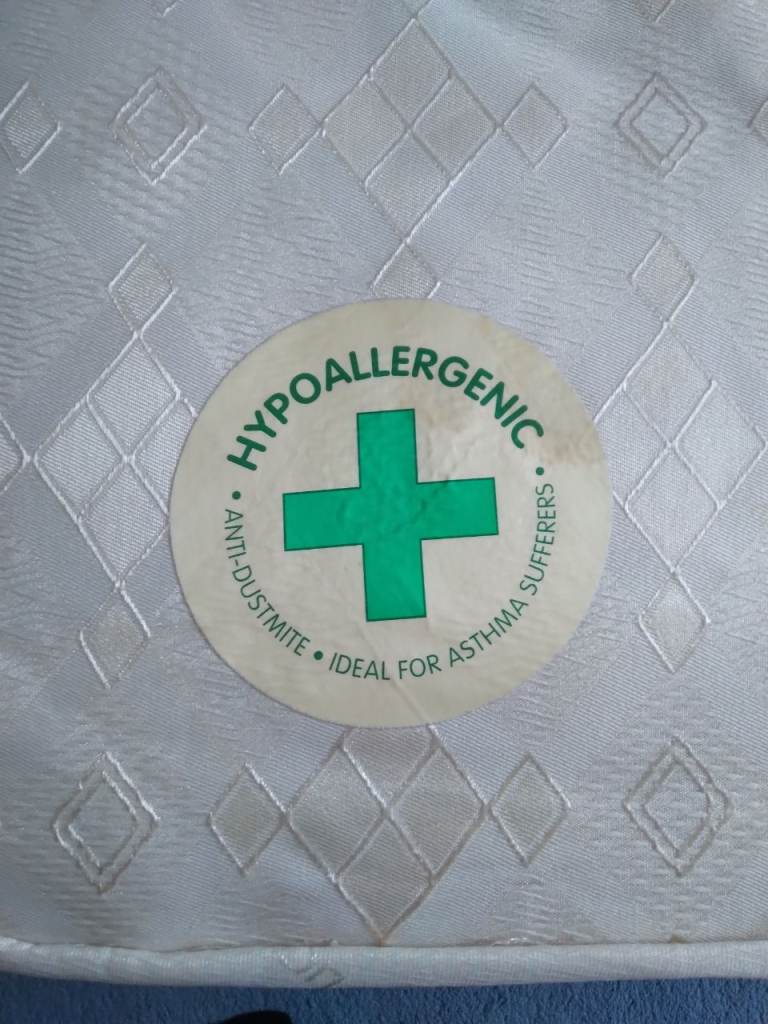 HYPOALLERGENIC
• ANTI-DUSTMITE • IDEAL FOR ASTHMA SUFFERERS •